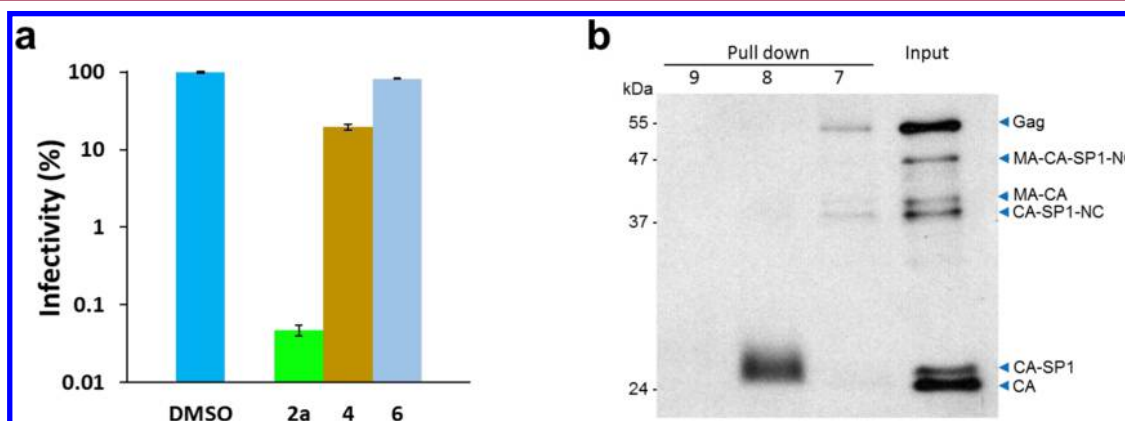 a
Infectivity (%)
100
10
1
0.1
0.01
DMSO 2a 4 6
b
Pull down Input
9 8 7
kDa
55 -
47 -
37 -
24 -
Gag
MA-CA-SP1-N
MA-CA
CA-SP1-NC
CA-SP1
CA